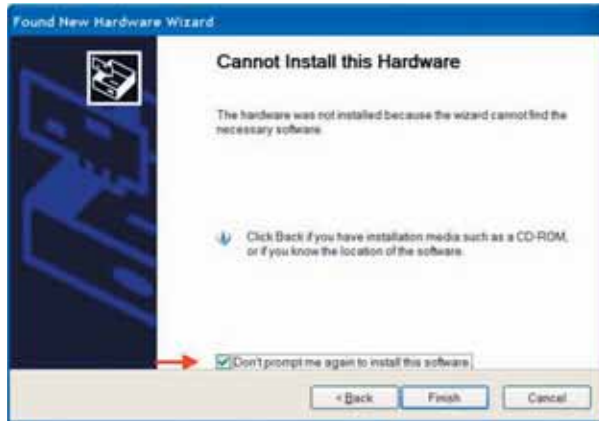 Found New Hardware Wizard
Cannot Install this Hardware
The hardware was not installed because the wizard cannot find the
necessary software.
Click Back if you have installation media such as a CD-ROM,
or if you know the location of the software.
Don't prompt me again to install this software.
< Back
Finish
Cancel